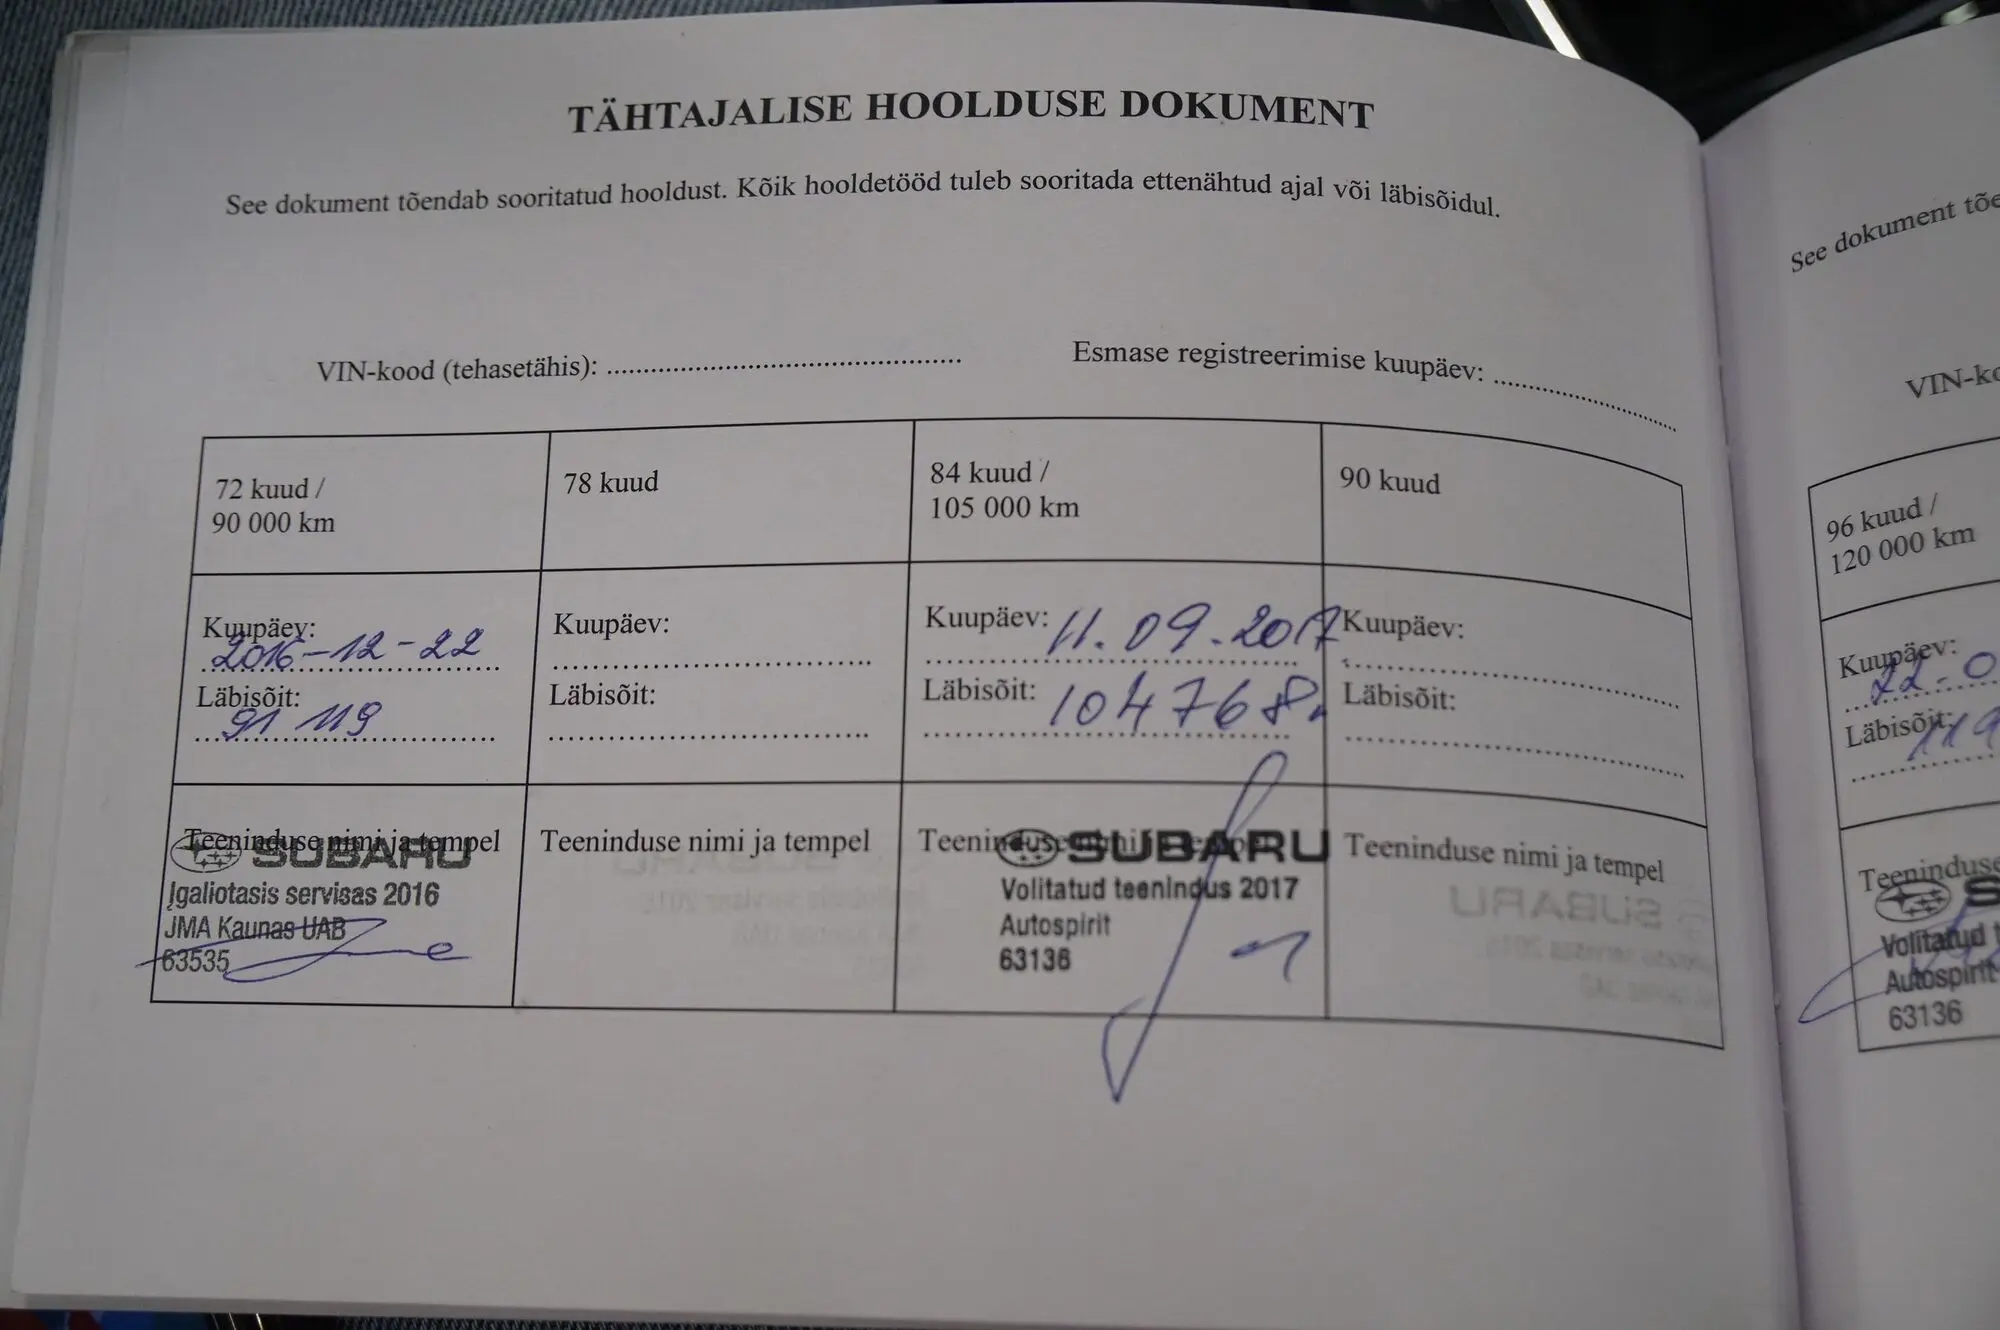 TÄHTAJALISE HOOLDUSE DOKUMENT
See dokument tõendab sooritatud hooldust. Kõik hooldetööd tuleb sooritada ettenähtud ajal või läbisõidul.
VIN-kood (tehasetähis):
Esmase registreerimise kuupäev:
72 kuud /
90 000 km
78 kuud
84 kuud /
105 000 km
90 kuud
Kuupäev:
2016-12-22
Läbisõit:
91 119
Kuupäev:
Läbisõit:
Kuupäev: 11.09.2017
Läbisõit: 104768
Kuupäev:
Läbisõit:
Teeninduse nimi ja tempel
SUBARU
Įgaliotasis servisas 2016
JMA Kaunas UAB
63535
Teeninduse nimi ja tempel
Teeninduse nimi ja tempel
SUBARU
Volitatud teenindus 2017
Autospirit
63136
Teeninduse nimi ja tempel
See dokument
VIN-
96 kuud /
120 000 km
Kuupäev:
22.0
Läbisõit:
119
Teeninduse
Volitatud
Autospirit
63136